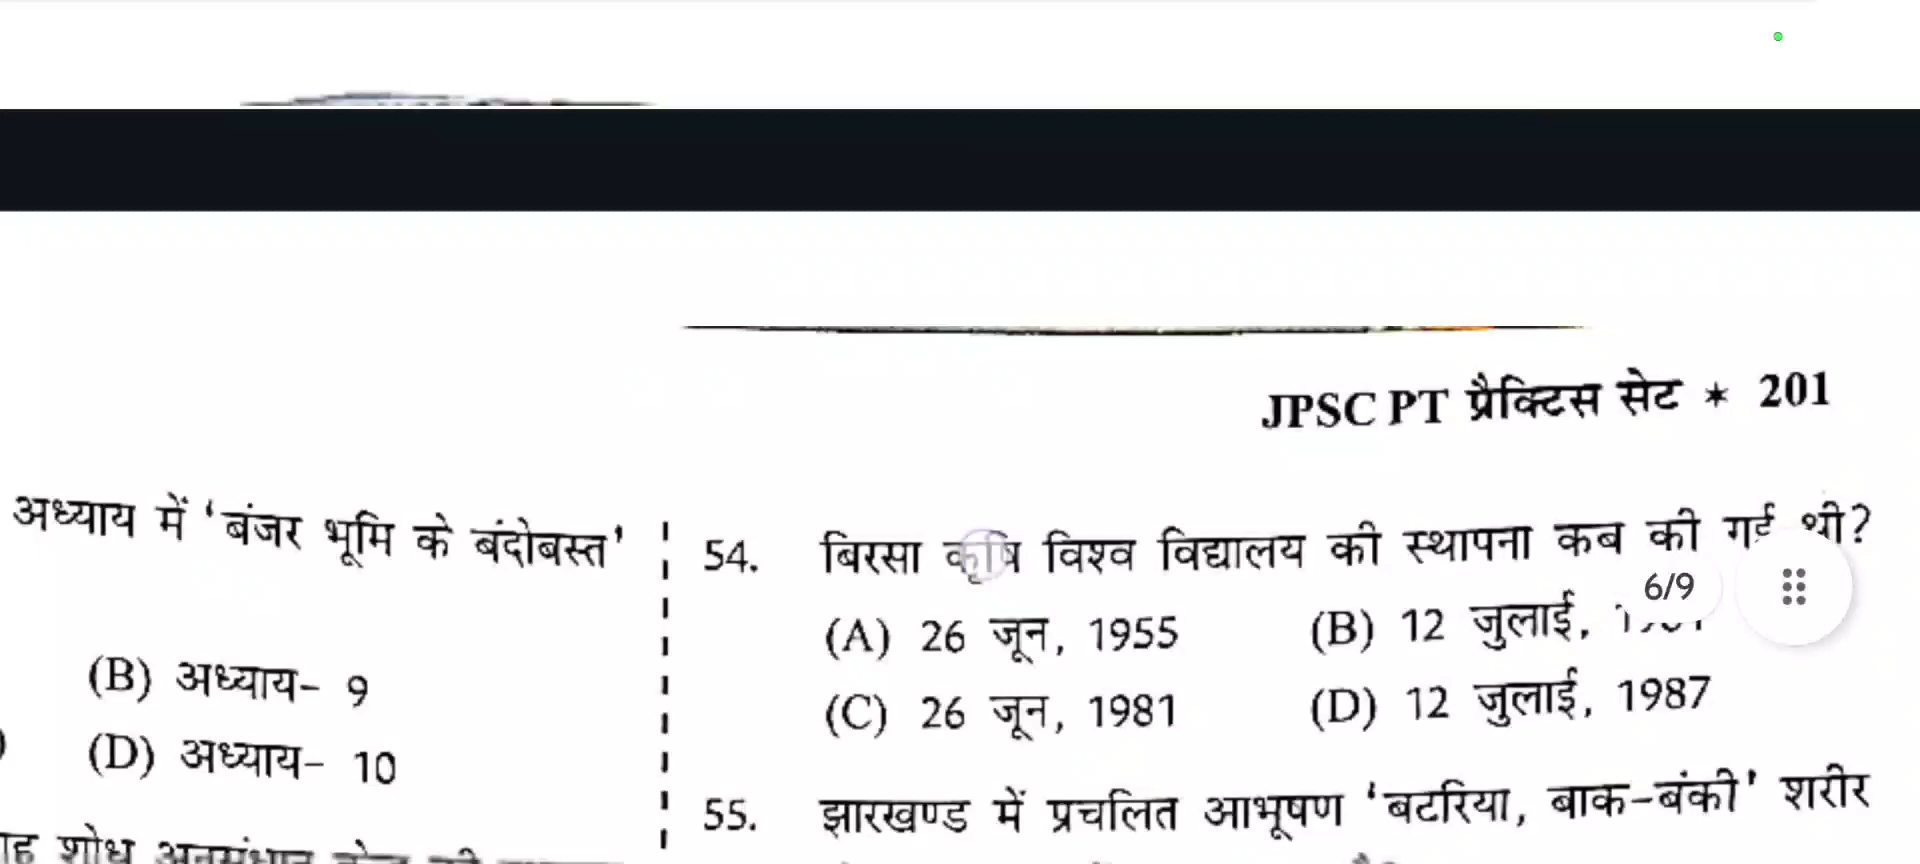 JPSC PT प्रैक्टिस सेट * 201
अध्याय में 'बंजर भूमि के बंदोबस्त'
(B) अध्याय- 9
(D) अध्याय- 10
शोध
54. बिरसा कृषि विश्व विद्यालय की स्थापना कब की गई थी?
(A) 26 जून, 1955 (B) 12 जुलाई,
(C) 26 जून, 1981 (D) 12 जुलाई, 1987
55. झारखण्ड में प्रचलित आभूषण 'बटरिया, बाक-बंकी' शरीर
6/9